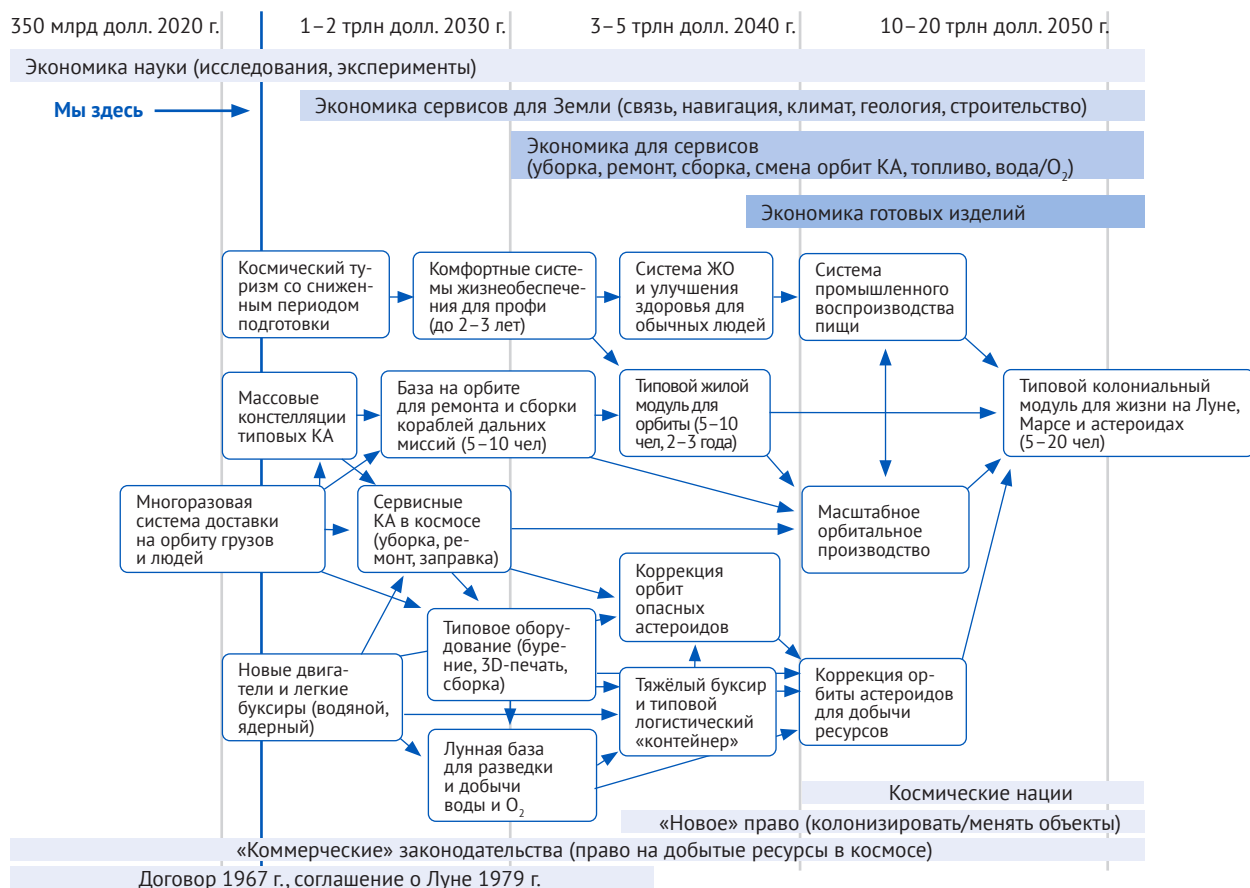 350 млрд долл. 2020 г.
1–2 трлн долл. 2030 г.
3–5 трлн долл. 2040 г.
10–20 трлн долл. 2050 г.
Экономика науки (исследования, эксперименты)
Мы здесь
Экономика сервисов для Земли (связь, навигация, климат, геология, строительство)
Экономика для сервисов
(уборка, ремонт, сборка, смена орбит КА, топливо, вода/O₂)
Экономика готовых изделий
Космический ту-
ризм со снижен-
ным периодом
подготовки
Комфортные систе-
мы жизнеобеспече-
ния для профи
(до 2–3 лет)
Система ЖО
и улучшения
здоровья для
обычных людей
Система
промышленного
воспроизводства
пищи
Массовые
констелляции
типовых КА
База на орбите
для ремонта и сборки
кораблей дальних
миссий (5–10 чел)
Типовой жилой
модуль для
орбиты (5–10
чел, 2–3 года)
Типовой колониальный
модуль для жизни на Луне,
Марсе и астероидах
(5–20 чел)
Многоразовая
система доставки
на орбиту грузов
и людей
Сервисные
КА в космосе
(уборка, ре-
монт, заправка)
Масштабное
орбитальное
производство
Коррекция
орбит
опасных
астероидов
Типовое обору-
дование (буре-
ние, 3D-печать,
сборка)
Новые двига-
тели и легкие
буксиры (водяной,
ядерный)
Тяжёлый буксир
и типовой
логистический
«контейнер»
Коррекция ор-
биты астероидов
для добычи
ресурсов
Лунная база
для разведки
и добычи
воды и O₂
Космические нации
«Новое» право (колонизировать/менять объекты)
«Коммерческие» законодательства (право на добытые ресурсы в космосе)
Договор 1967 г., соглашение о Луне 1979 г.